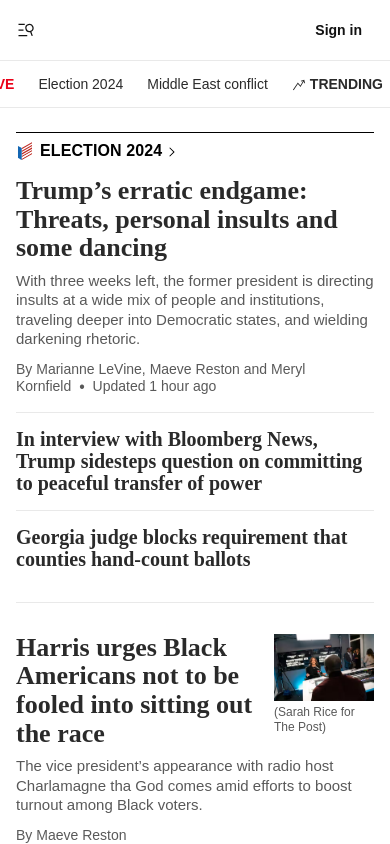 Sign in
VE Election 2024 Middle East conflict TRENDING
ELECTION 2024
Trump’s erratic endgame:
Threats, personal insults and
some dancing
With three weeks left, the former president is directing
insults at a wide mix of people and institutions,
traveling deeper into Democratic states, and wielding
darkening rhetoric.
By Marianne LeVine, Maeve Reston and Meryl
Kornfield • Updated 1 hour ago
In interview with Bloomberg News,
Trump sidesteps question on committing
to peaceful transfer of power
Georgia judge blocks requirement that
counties hand-count ballots
Harris urges Black
Americans not to be
fooled into sitting out
the race
(Sarah Rice for
The Post)
The vice president’s appearance with radio host
Charlamagne tha God comes amid efforts to boost
turnout among Black voters.
By Maeve Reston